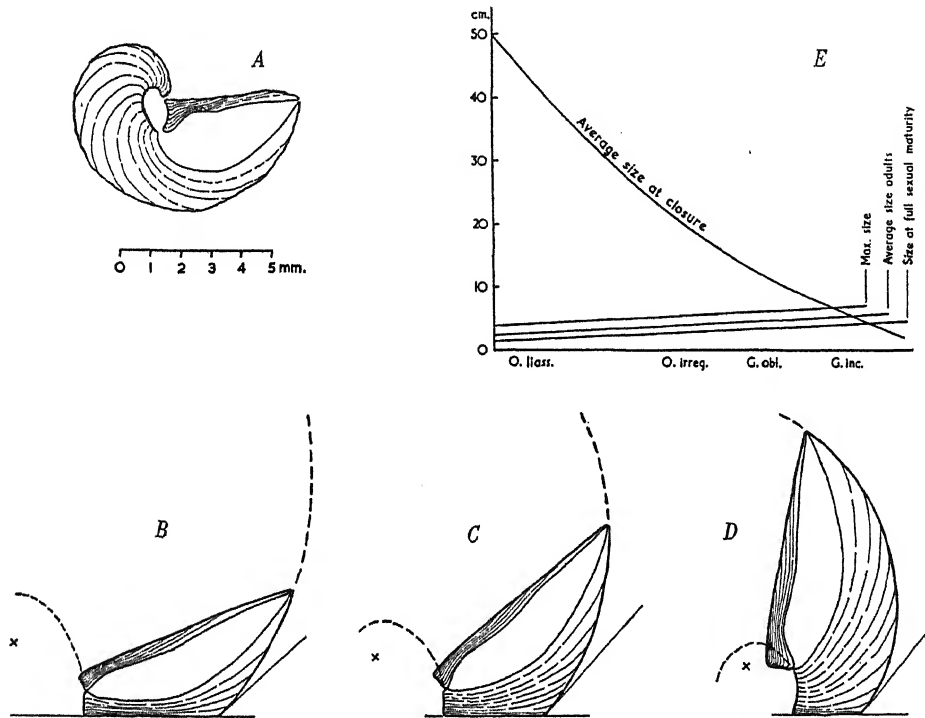 A
0 1 2 3 4 5 mm.
cm.
50
40
30
20
10
0
E
Average size at closure
Max. size
Average size adults
Size at full sexual maturity
O. liass.
O. irreg.
G. obl.
G. inc.
B
×
C
×
D
×